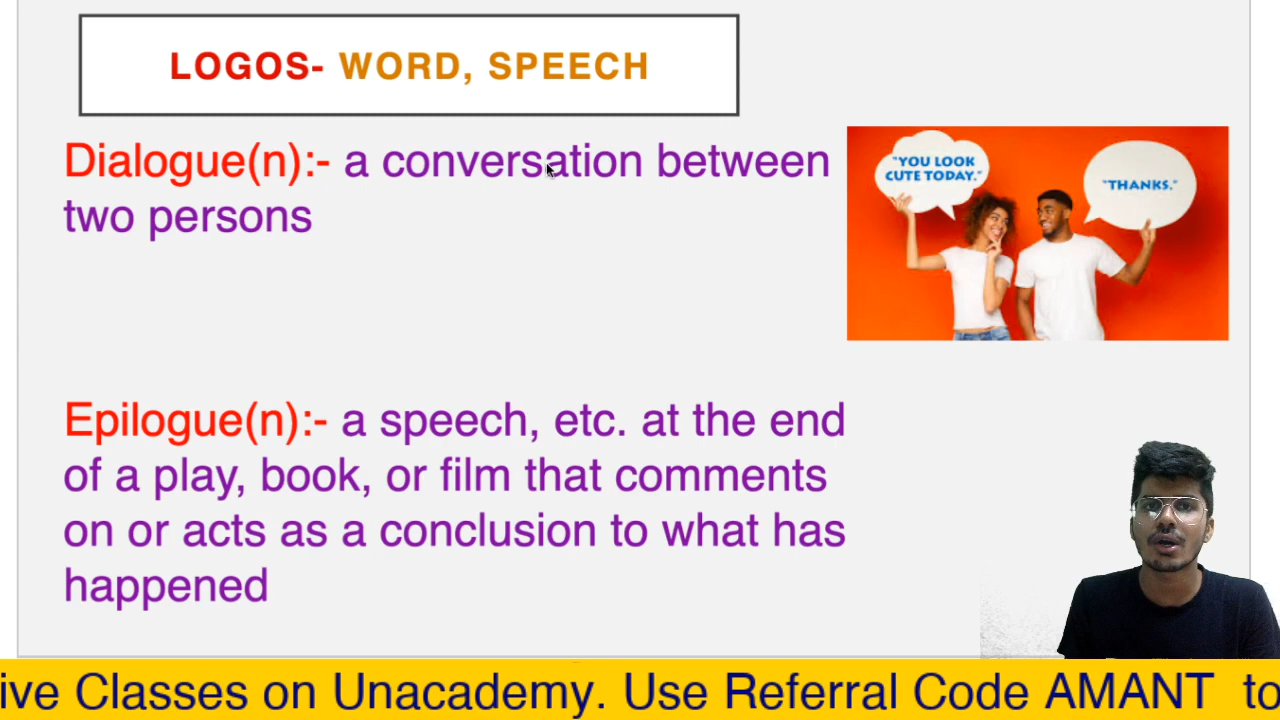 LOGOS- WORD, SPEECH
Dialogue(n):- a conversation between
two persons
"YOU LOOK
CUTE TODAY."
"THANKS."
Epilogue(n):- a speech, etc. at the end
of a play, book, or film that comments
on or acts as a conclusion to what has
happened
ive Classes on Unacademy. Use Referral Code AMANT to